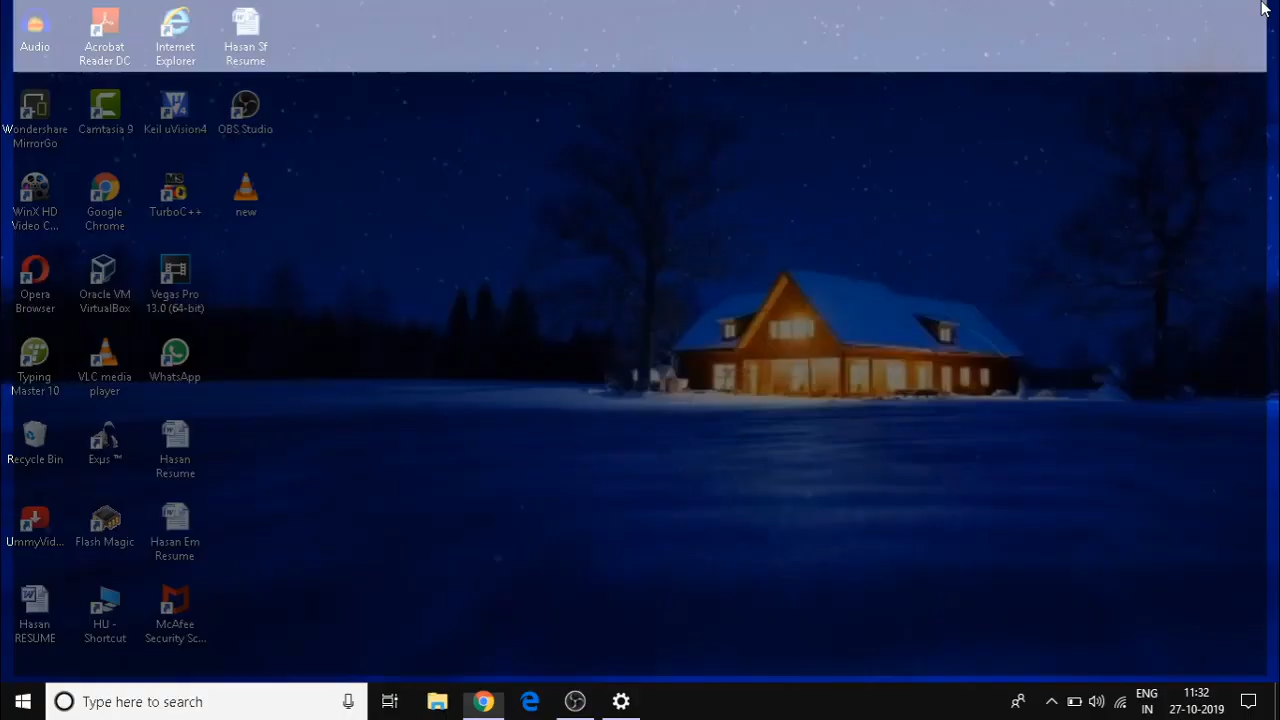 Audio
Acrobat
Reader DC
Internet
Explorer
Hasan Sf
Resume
Wondershare
MirrorGo
Camtasia 9
Keil uVision4
OBS Studio
WinX HD
Video C...
Google
Chrome
TurboC++
new
Opera
Browser
Oracle VM
VirtualBox
Vegas Pro
13.0 (64-bit)
Typing
Master 10
VLC media
player
WhatsApp
Recycle Bin
Exµs ™
Hasan
Resume
UmmyVid...
Flash Magic
Hasan Em
Resume
Hasan
RESUME
HU -
Shortcut
McAfee
Security Sc...
Type here to search
ENG
IN
11:32
27-10-2019